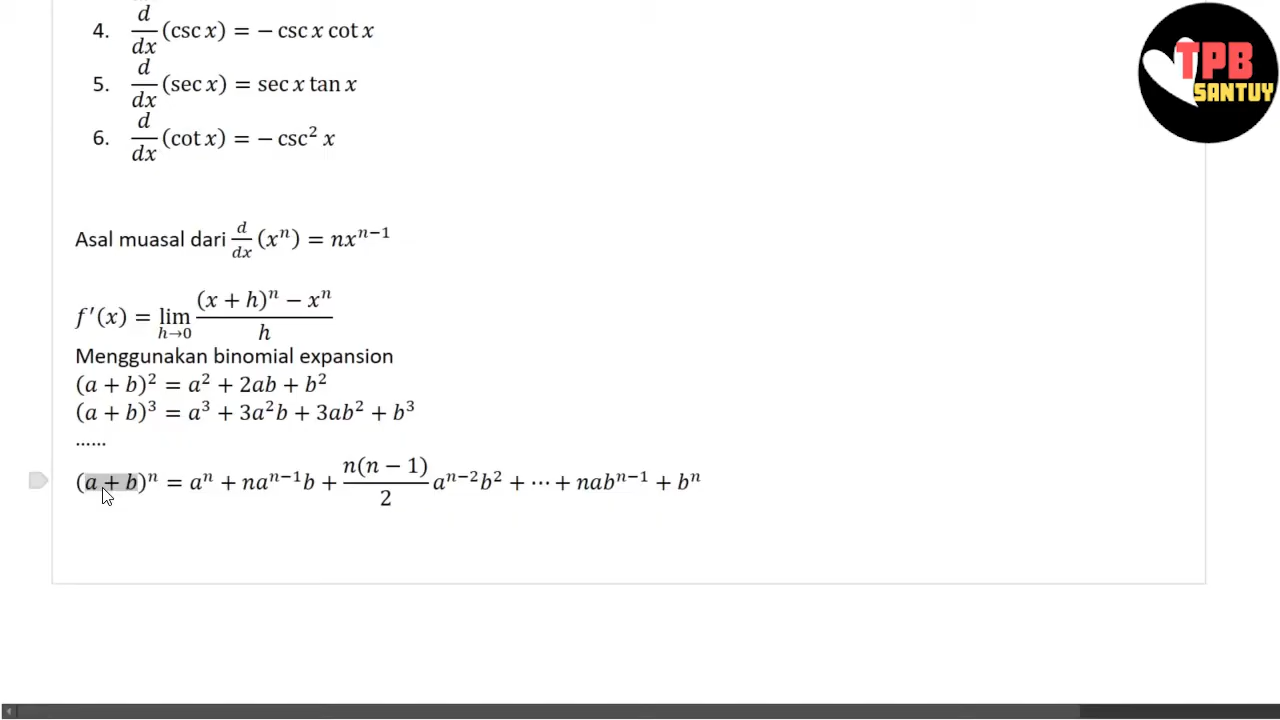 4. d/dx (csc x) = − csc x cot x
5. d/dx (sec x) = sec x tan x
6. d/dx (cot x) = − csc² x
TPB
SANTUY
Asal muasal dari d/dx (xⁿ) = nxⁿ⁻¹
f′(x) = lim h→0 ((x + h)ⁿ − xⁿ)/h
Menggunakan binomial expansion
(a + b)² = a² + 2ab + b²
(a + b)³ = a³ + 3a²b + 3ab² + b³
......
(a + b)ⁿ = aⁿ + naⁿ⁻¹b + n(n − 1)/2 aⁿ⁻²b² + ⋯ + nabⁿ⁻¹ + bⁿ